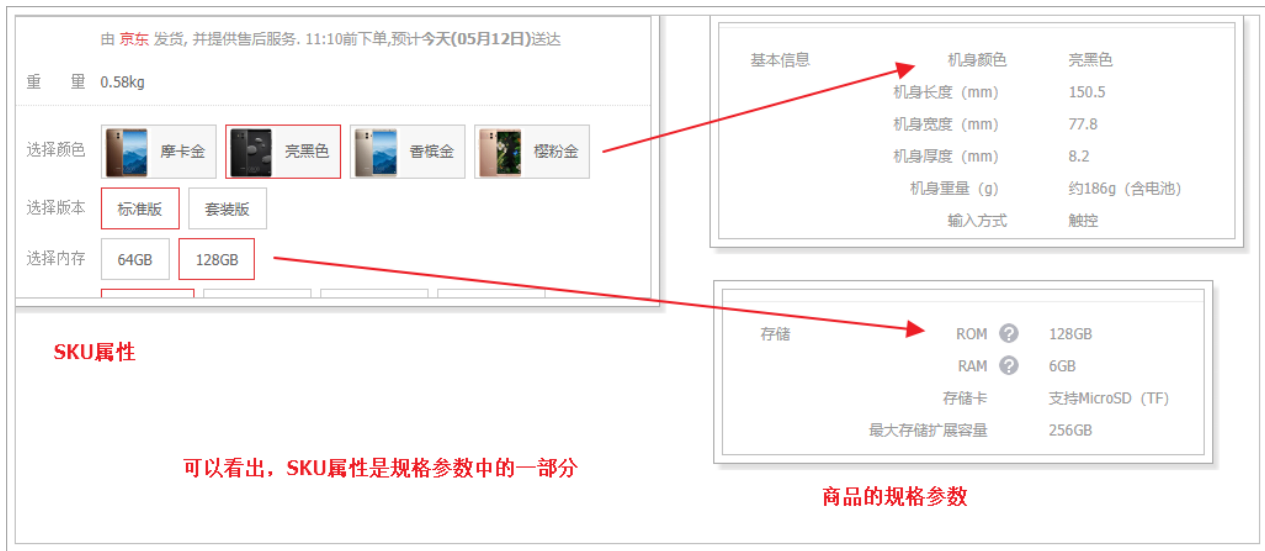 由 京东 发货, 并提供售后服务. 11:10前下单,预计今天(05月12日)送达
重 量 0.58kg
选择颜色 摩卡金 亮黑色 香槟金 樱粉金
选择版本 标准版 套装版
选择内存 64GB 128GB
SKU属性
可以看出，SKU属性是规格参数中的一部分
基本信息 机身颜色 亮黑色
机身长度（mm） 150.5
机身宽度（mm） 77.8
机身厚度（mm） 8.2
机身重量（g） 约186g（含电池）
输入方式 触控
存储 ROM ? 128GB
RAM ? 6GB
存储卡 支持MicroSD（TF）
最大存储扩展容量 256GB
商品的规格参数